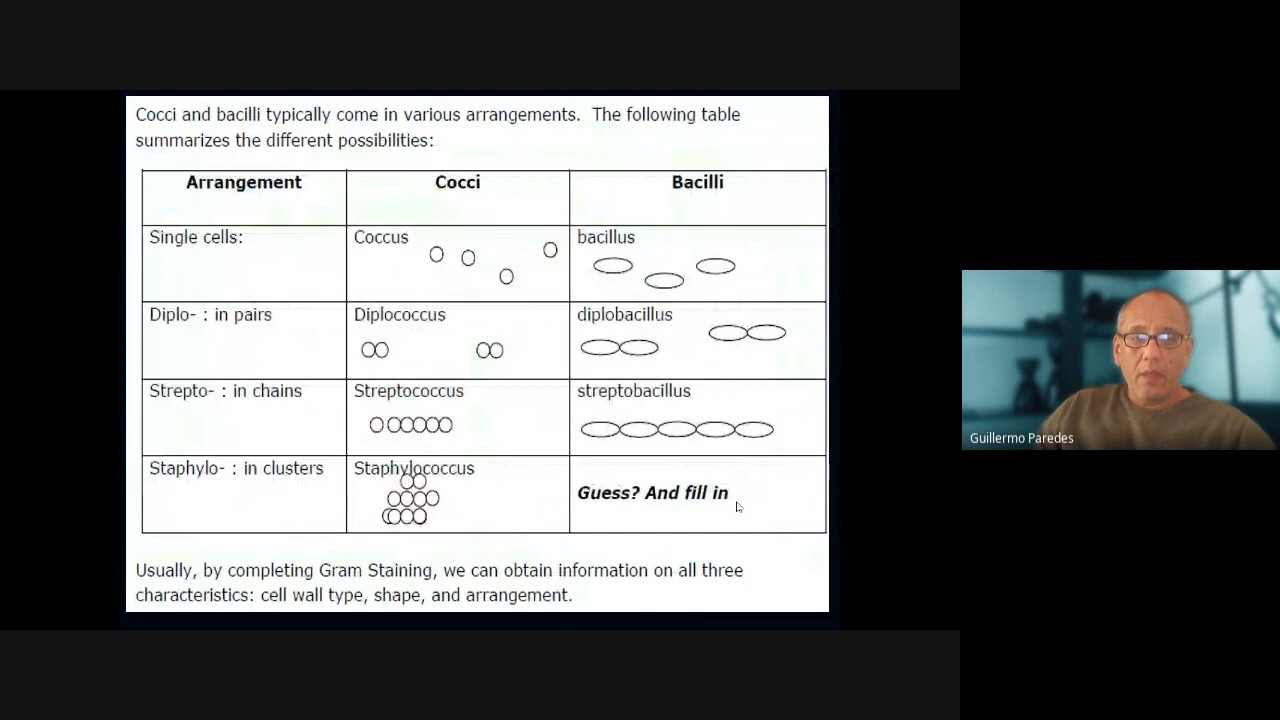 Cocci and bacilli typically come in various arrangements. The following table
summarizes the different possibilities:
Arrangement Cocci Bacilli
Single cells: Coccus bacillus
Diplo- : in pairs Diplococcus diplobacillus
Strepto- : in chains Streptococcus streptobacillus
Staphylo- : in clusters Staphylococcus
Guess? And fill in
Usually, by completing Gram Staining, we can obtain information on all three
characteristics: cell wall type, shape, and arrangement.
Guillermo Paredes